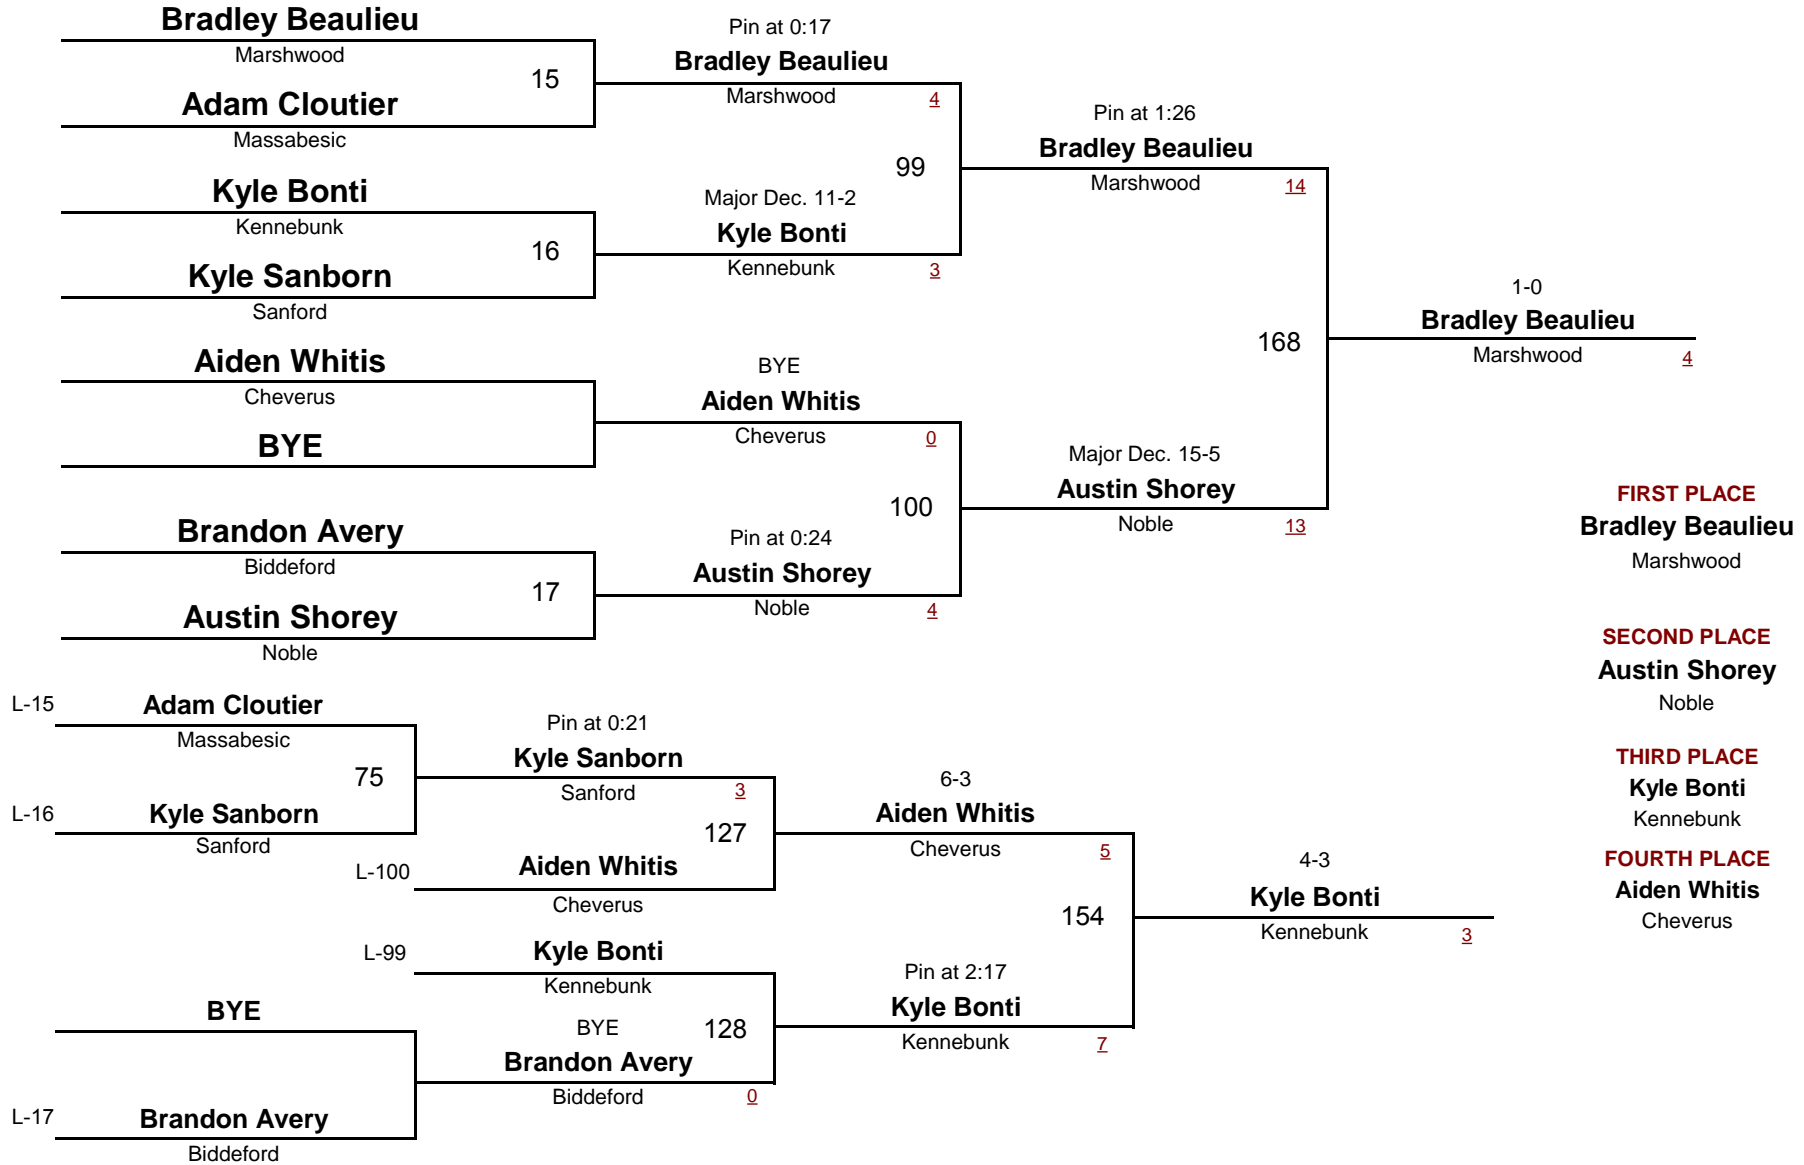 Bradley Beaulieu
Marshwood
15
Adam Cloutier
Massabesic
Kyle Bonti
Kennebunk
16
Kyle Sanborn
Sanford
Aiden Whitis
Cheverus
BYE
Brandon Avery
Biddeford
17
Austin Shorey
Noble
Pin at 0:17
Bradley Beaulieu
Marshwood 4
99
Major Dec. 11-2
Kyle Bonti
Kennebunk 3
BYE
Aiden Whitis
Cheverus 0
100
Pin at 0:24
Austin Shorey
Noble 4
Pin at 1:26
Bradley Beaulieu
Marshwood 14
168
Major Dec. 15-5
Austin Shorey
Noble 13
1-0
Bradley Beaulieu
Marshwood 4
FIRST PLACE
Bradley Beaulieu
Marshwood
SECOND PLACE
Austin Shorey
Noble
THIRD PLACE
Kyle Bonti
Kennebunk
FOURTH PLACE
Aiden Whitis
Cheverus
L-15 Adam Cloutier
Massabesic
75
L-16 Kyle Sanborn
Sanford
BYE
L-17 Brandon Avery
Biddeford
Pin at 0:21
Kyle Sanborn
Sanford 3
127
L-100 Aiden Whitis
Cheverus
L-99 Kyle Bonti
Kennebunk
BYE 128
Brandon Avery
Biddeford 0
6-3
Aiden Whitis
Cheverus 5
154
Pin at 2:17
Kyle Bonti
Kennebunk 7
4-3
Kyle Bonti
Kennebunk 3